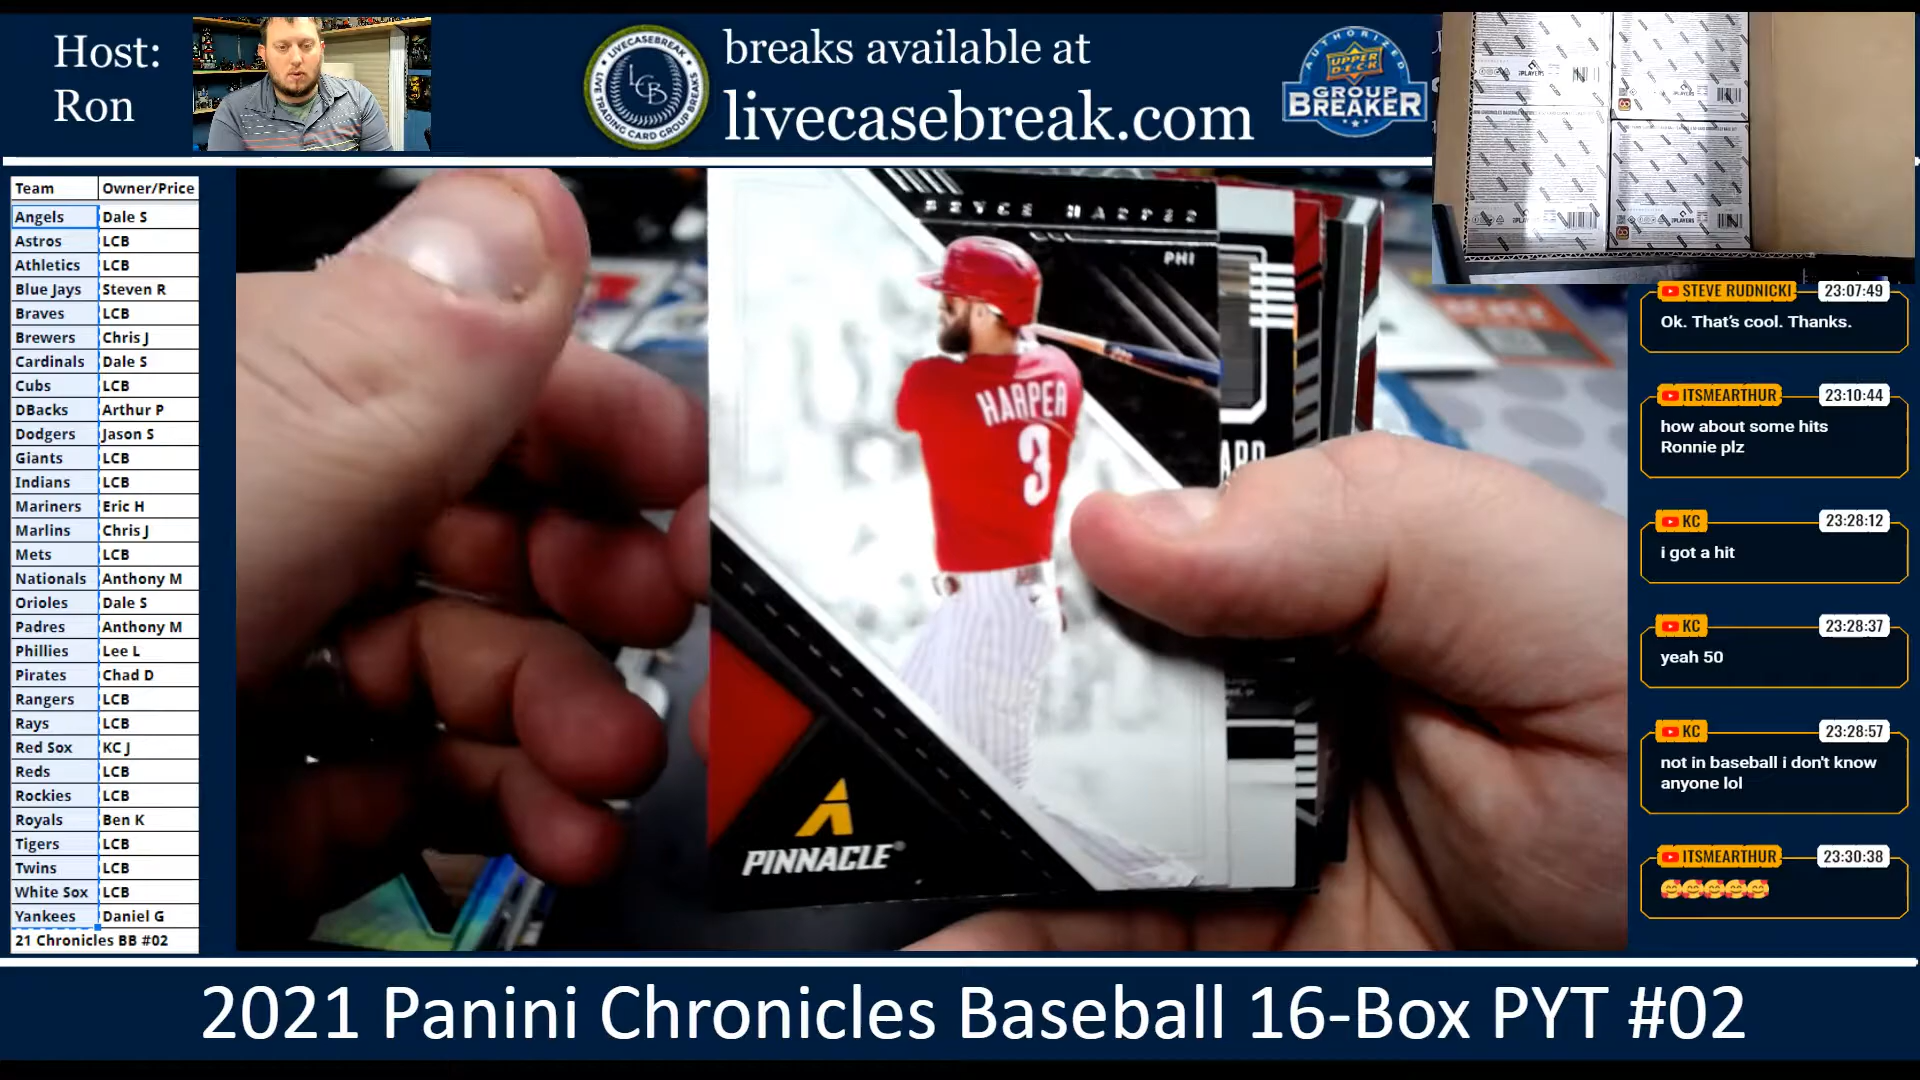 Host:
Ron
LIVECASEBREAK
LCB
LIVE TRADING CARD GROUP BREAKS
breaks available at
livecasebreak.com
AUTHORIZED
UPPER DECK
GROUP
BREAKER
Team Owner/Price
Angels Dale S
Astros LCB
Athletics LCB
Blue Jays Steven R
Braves LCB
Brewers Chris J
Cardinals Dale S
Cubs LCB
DBacks Arthur P
Dodgers Jason S
Giants LCB
Indians LCB
Mariners Eric H
Marlins Chris J
Mets LCB
Nationals Anthony M
Orioles Dale S
Padres Anthony M
Phillies Lee L
Pirates Chad D
Rangers LCB
Rays LCB
Red Sox KC J
Reds LCB
Rockies LCB
Royals Ben K
Tigers LCB
Twins LCB
White Sox LCB
Yankees Daniel G
21 Chronicles BB #02
BRYCE HARPER
PHI
HARPER
3
PINNACLE®
STEVE RUDNICKI 23:07:49
Ok. That's cool. Thanks.
ITSMEARTHUR 23:10:44
how about some hits
Ronnie plz
KC 23:28:12
i got a hit
KC 23:28:37
yeah 50
KC 23:28:57
not in baseball i don't know
anyone lol
ITSMEARTHUR 23:30:38
2021 Panini Chronicles Baseball 16-Box PYT #02